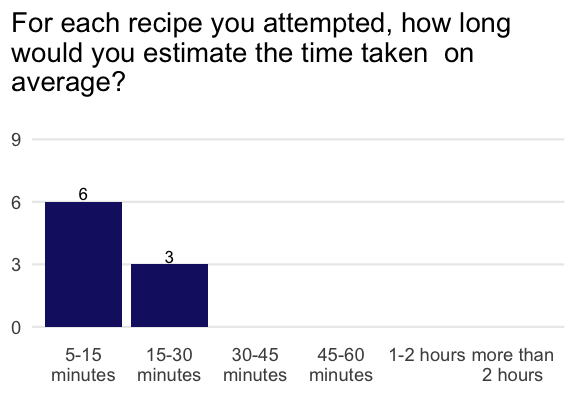 For each recipe you attempted, how long
would you estimate the time taken  on
average?
9
6
3
0
6
3
5-15
minutes
15-30
minutes
30-45
minutes
45-60
minutes
1-2 hours
more than
2 hours